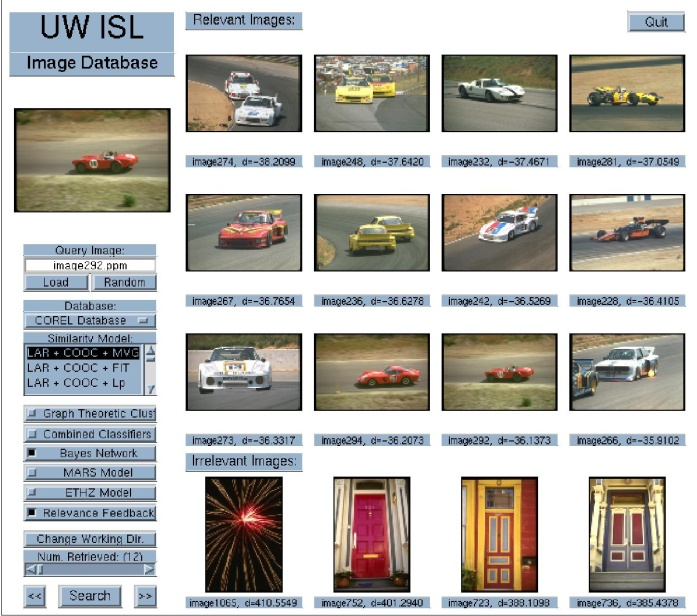 UW ISL
Image Database
Query Image:
image292.ppm
Load
Random
Database:
COREL Database
Similarity Model:
LAR + COOC + MVG
LAR + COOC + FIT
LAR + COOC + Lp
Graph Theoretic Clust
Combined Classifiers
Bayes Network
MARS Model
ETHZ Model
Relevance Feedback
Change Working Dir.
Num. Retrieved: (12)
<< Search >>
Relevant Images:
Quit
image274, d=-38.2099
image248, d=-37.6420
image232, d=-37.4671
image281, d=-37.0549
image267, d=-36.7654
image236, d=-36.6278
image242, d=-36.5269
image228, d=-36.4105
image273, d=-36.3317
image294, d=-36.2073
image292, d=-36.1373
image266, d=-35.9102
Irrelevant Images:
image1065, d=410.5549
image752, d=401.2940
image723, d=388.1098
image736, d=385.4378